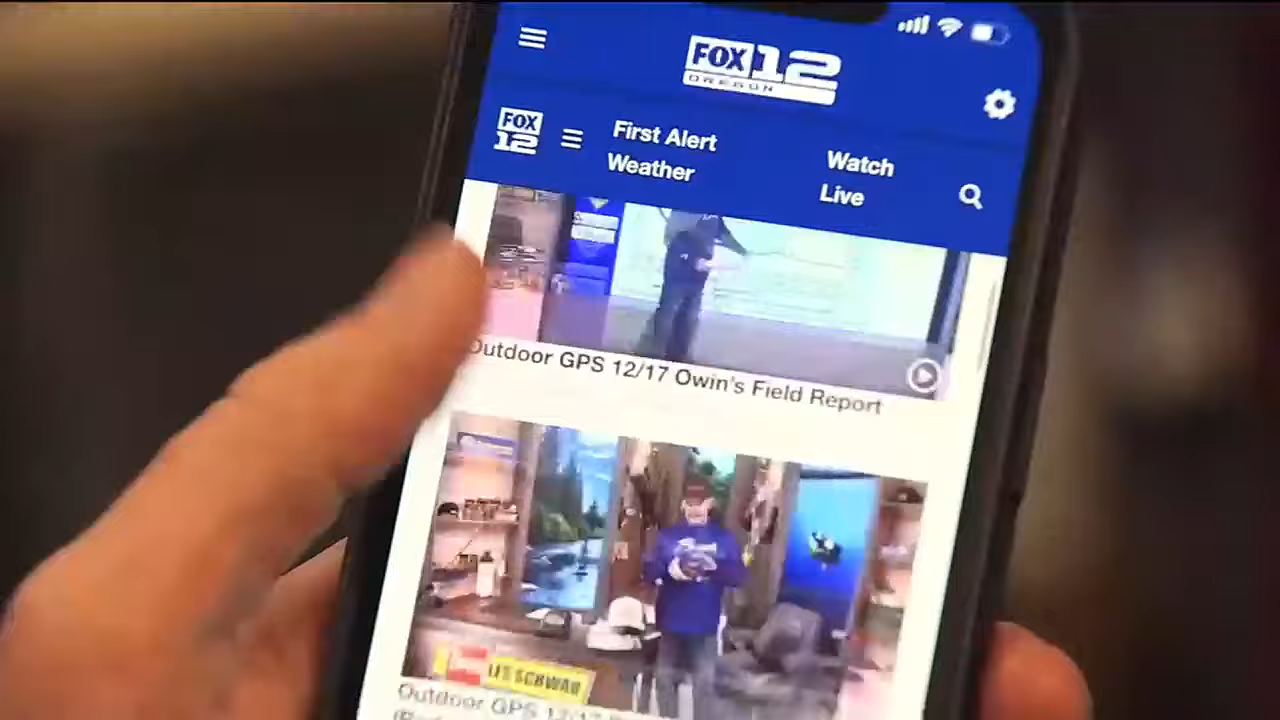 FOX 12
OREGON
FOX
12
First Alert
Weather
Watch
Live
Outdoor GPS 12/17 Owin's Field Report
LES SCHWAB
Outdoor GPS 12/17